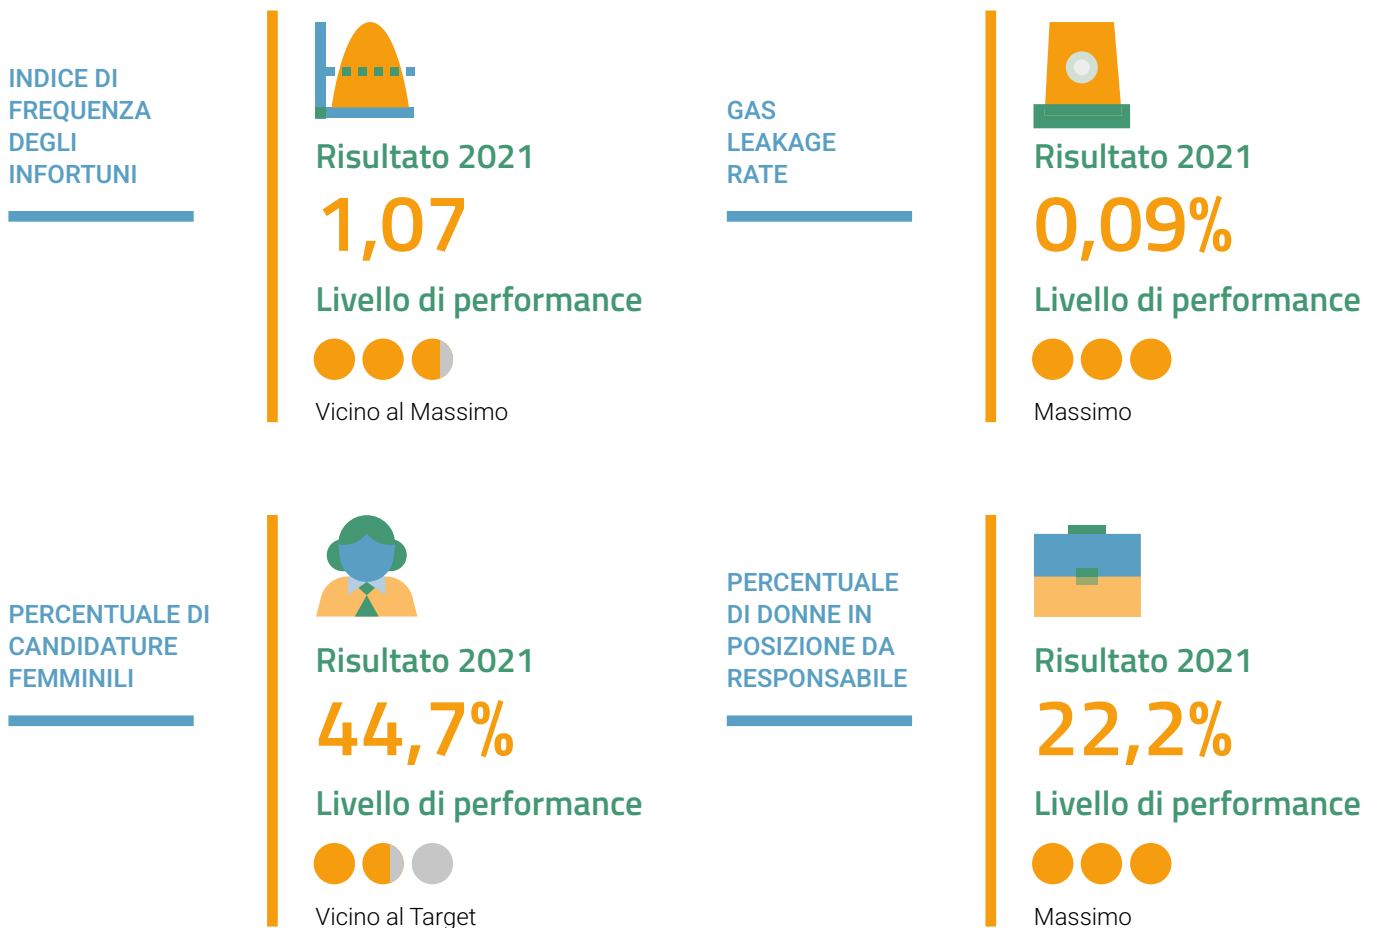 INDICE DI
FREQUENZA
DEGLI
INFORTUNI
Risultato 2021
1,07
Livello di performance
Vicino al Massimo
GAS
LEAKAGE
RATE
Risultato 2021
0,09%
Livello di performance
Massimo
PERCENTUALE DI
CANDIDATURE
FEMMINILI
Risultato 2021
44,7%
Livello di performance
Vicino al Target
PERCENTUALE
DI DONNE IN
POSIZIONE DA
RESPONSABILE
Risultato 2021
22,2%
Livello di performance
Massimo